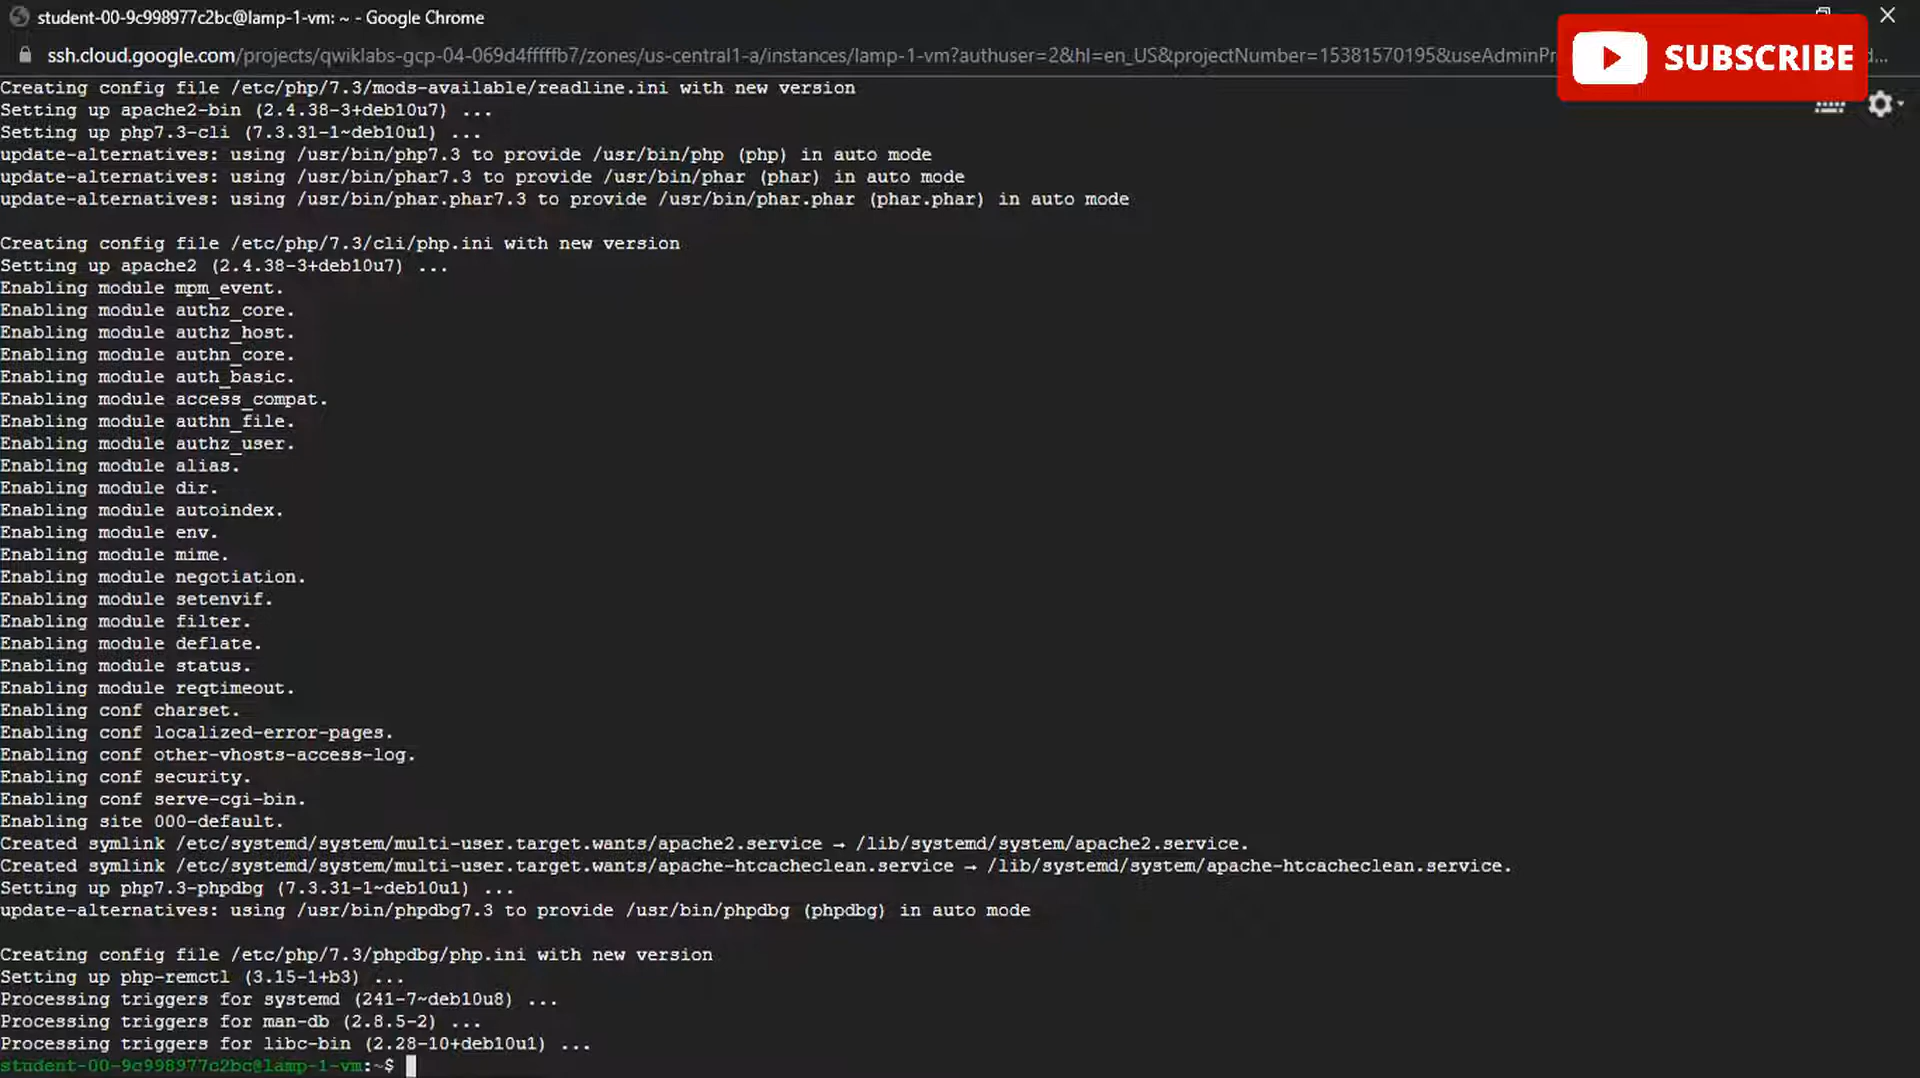 student-00-9c998977c2bc@lamp-1-vm: ~ - Google Chrome
ssh.cloud.google.com/projects/qwiklabs-gcp-04-069d4fffffb7/zones/us-central1-a/instances/lamp-1-vm?authuser=2&hl=en_US&projectNumber=15381570195&useAdminPr d...
SUBSCRIBE
Creating config file /etc/php/7.3/mods-available/readline.ini with new version
Setting up apache2-bin (2.4.38-3+deb10u7) ...
Setting up php7.3-cli (7.3.31-1~deb10u1) ...
update-alternatives: using /usr/bin/php7.3 to provide /usr/bin/php (php) in auto mode
update-alternatives: using /usr/bin/phar7.3 to provide /usr/bin/phar (phar) in auto mode
update-alternatives: using /usr/bin/phar.phar7.3 to provide /usr/bin/phar.phar (phar.phar) in auto mode
Creating config file /etc/php/7.3/cli/php.ini with new version
Setting up apache2 (2.4.38-3+deb10u7) ...
Enabling module mpm_event.
Enabling module authz_core.
Enabling module authz_host.
Enabling module authn_core.
Enabling module auth_basic.
Enabling module access_compat.
Enabling module authn_file.
Enabling module authz_user.
Enabling module alias.
Enabling module dir.
Enabling module autoindex.
Enabling module env.
Enabling module mime.
Enabling module negotiation.
Enabling module setenvif.
Enabling module filter.
Enabling module deflate.
Enabling module status.
Enabling module reqtimeout.
Enabling conf charset.
Enabling conf localized-error-pages.
Enabling conf other-vhosts-access-log.
Enabling conf security.
Enabling conf serve-cgi-bin.
Enabling site 000-default.
Created symlink /etc/systemd/system/multi-user.target.wants/apache2.service → /lib/systemd/system/apache2.service.
Created symlink /etc/systemd/system/multi-user.target.wants/apache-htcacheclean.service → /lib/systemd/system/apache-htcacheclean.service.
Setting up php7.3-phpdbg (7.3.31-1~deb10u1) ...
update-alternatives: using /usr/bin/phpdbg7.3 to provide /usr/bin/phpdbg (phpdbg) in auto mode
Creating config file /etc/php/7.3/phpdbg/php.ini with new version
Setting up php-remctl (3.15-1+b3) ...
Processing triggers for systemd (241-7~deb10u8) ...
Processing triggers for man-db (2.8.5-2) ...
Processing triggers for libc-bin (2.28-10+deb10u1) ...
student-00-9c998977c2bc@lamp-1-vm:~$